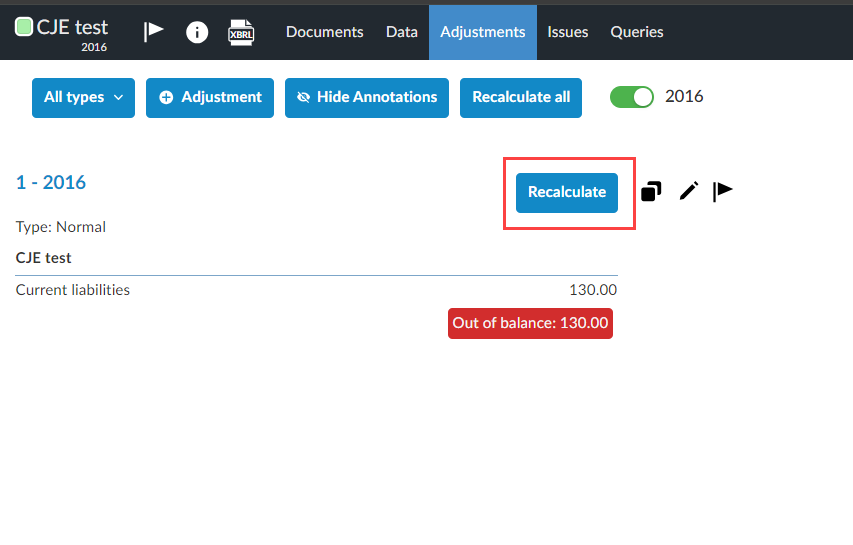 CJE test
2016
XBRL
Documents
Data
Adjustments
Issues
Queries
All types
Adjustment
Hide Annotations
Recalculate all
2016
1 - 2016
Recalculate
Type: Normal
CJE test
Current liabilities 130.00
Out of balance: 130.00